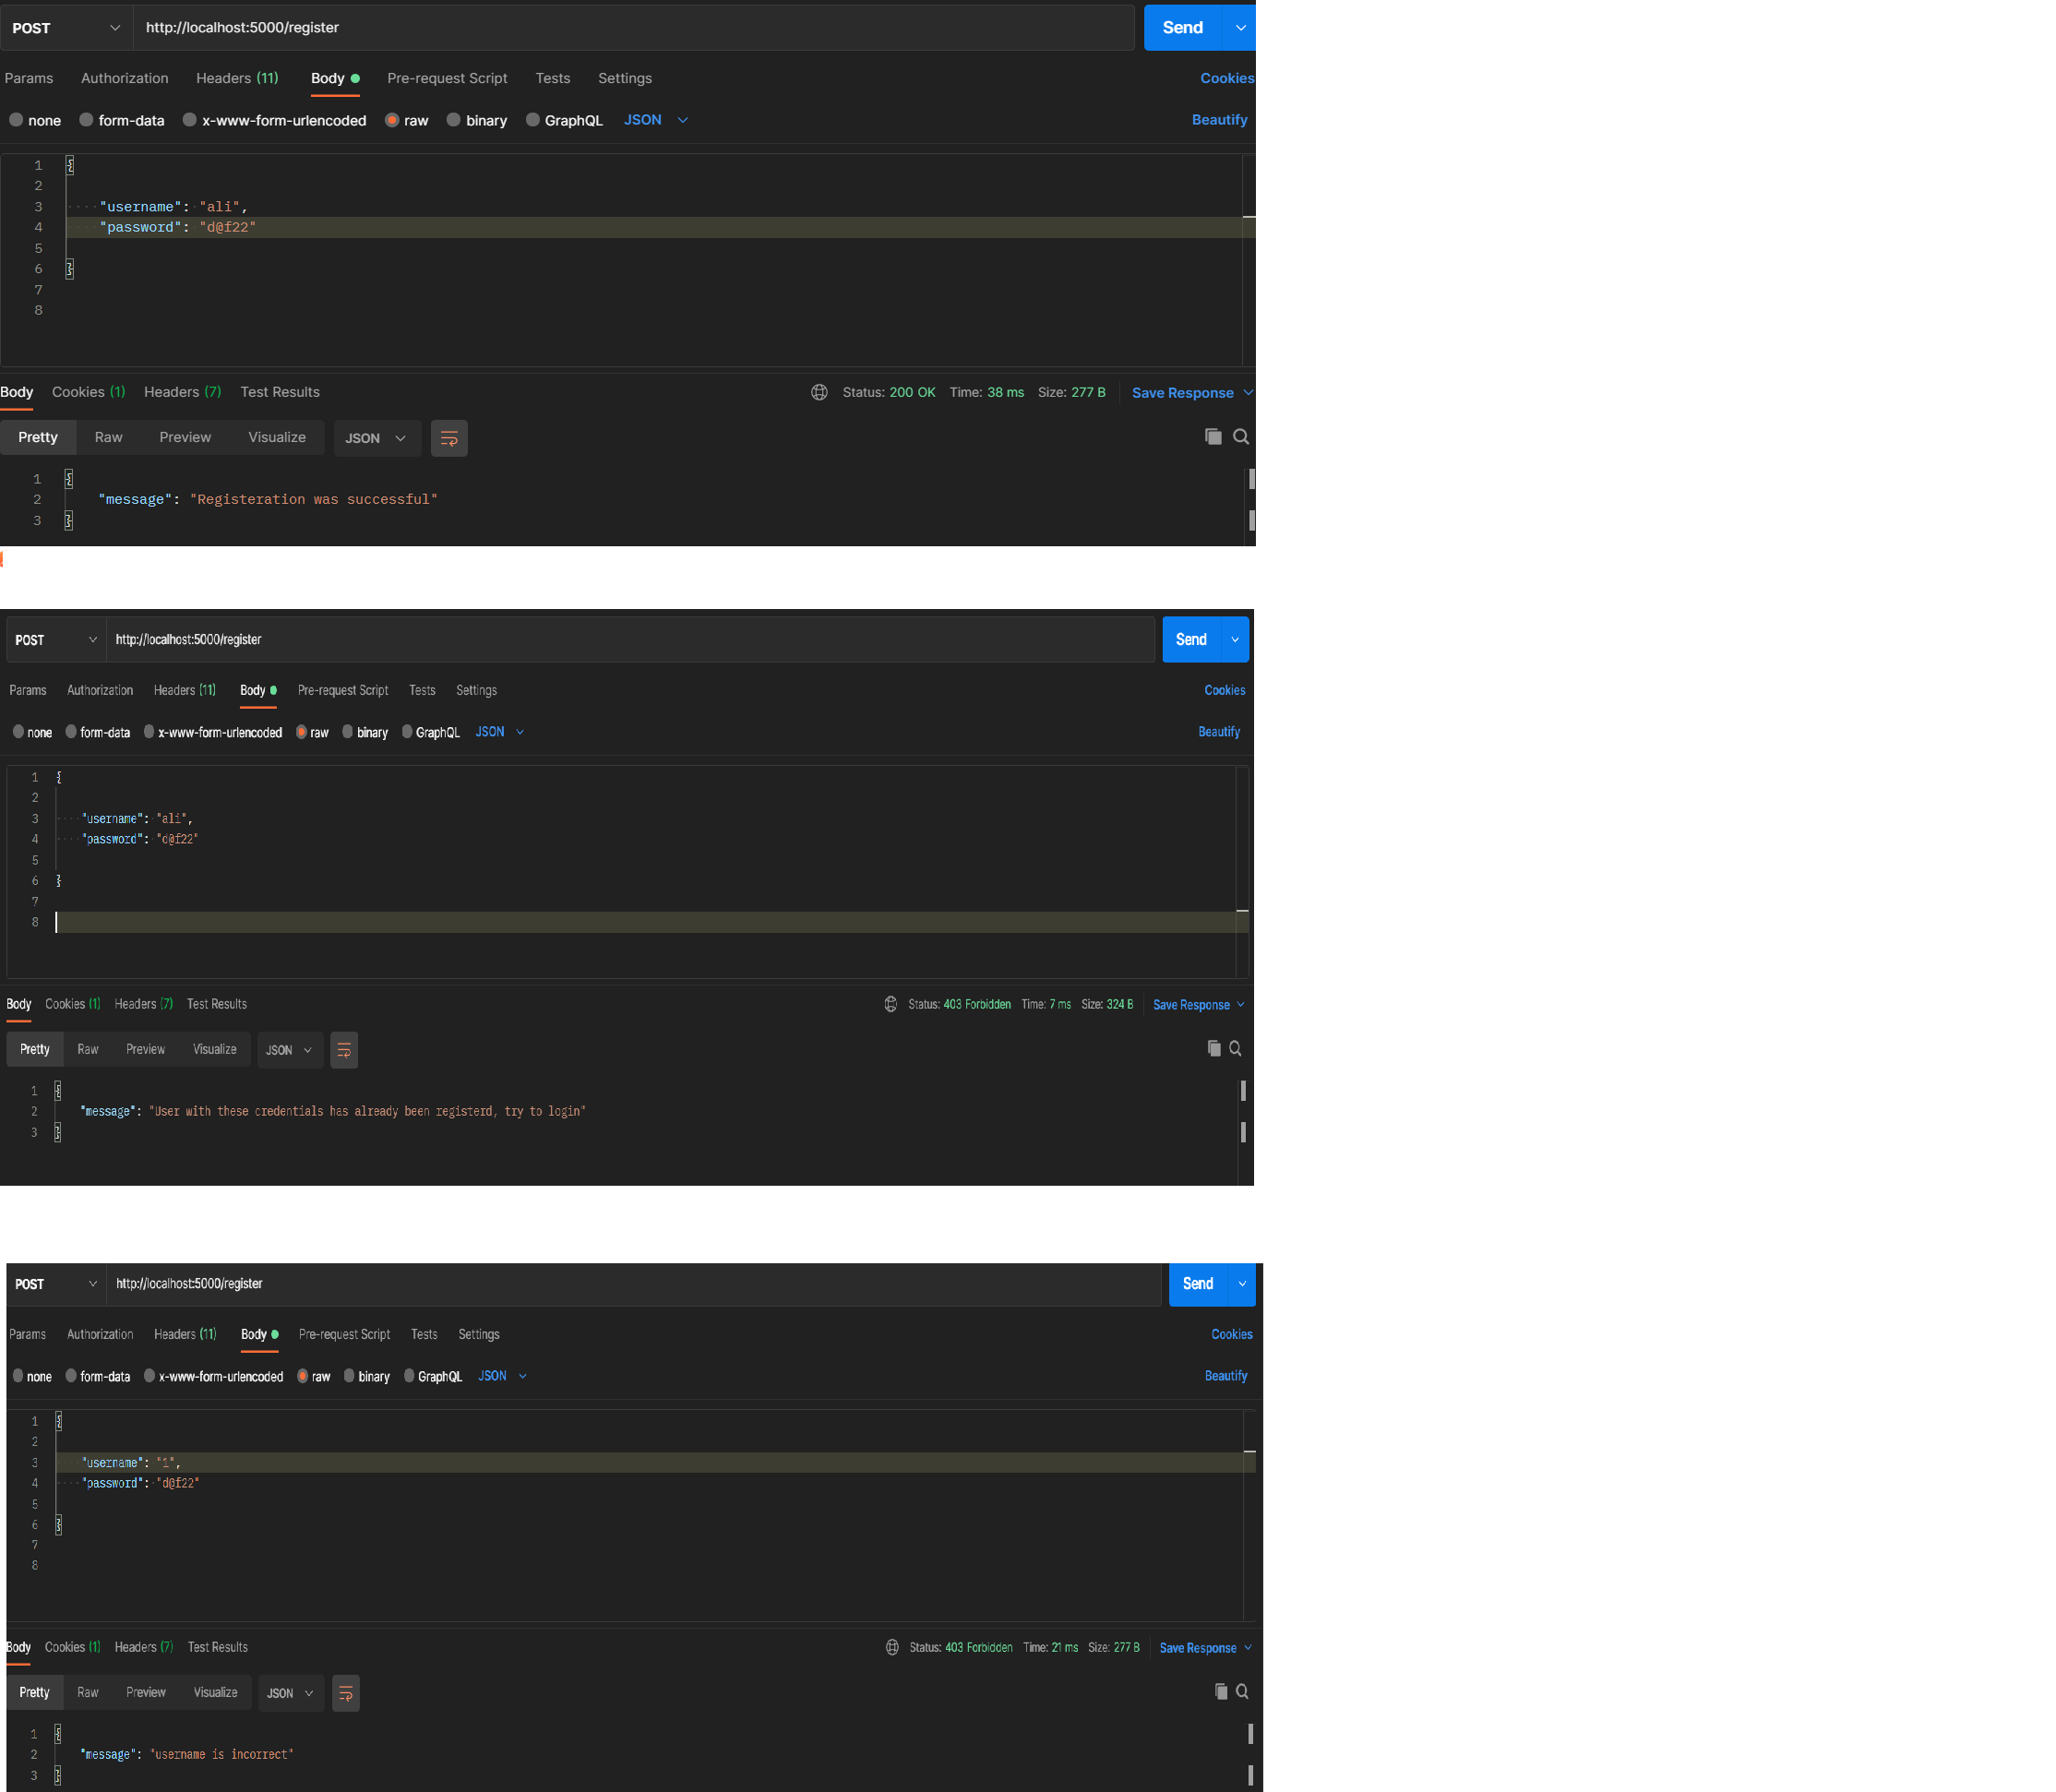 POST http://localhost:5000/register Send
Params Authorization Headers (11) Body Pre-request Script Tests Settings Cookies
none form-data x-www-form-urlencoded raw binary GraphQL JSON Beautify
1 {
2
3 "username": "ali",
4 "password": "d@f22"
5
6 }
7
8
Body Cookies (1) Headers (7) Test Results Status: 200 OK Time: 38 ms Size: 277 B Save Response
Pretty Raw Preview Visualize JSON
1 {
2 "message": "Registeration was successful"
3 }
POST http://localhost:5000/register Send
Params Authorization Headers (11) Body Pre-request Script Tests Settings Cookies
none form-data x-www-form-urlencoded raw binary GraphQL JSON Beautify
1 {
2
3 "username": "ali",
4 "password": "d@f22"
5
6 }
7
8
Body Cookies (1) Headers (7) Test Results Status: 403 Forbidden Time: 7 ms Size: 324 B Save Response
Pretty Raw Preview Visualize JSON
1 {
2 "message": "User with these credentials has already been registerd, try to login"
3 }
POST http://localhost:5000/register Send
Params Authorization Headers (11) Body Pre-request Script Tests Settings Cookies
none form-data x-www-form-urlencoded raw binary GraphQL JSON Beautify
1 {
2
3 "username": "1",
4 "password": "d@f22"
5
6 }
7
8
Body Cookies (1) Headers (7) Test Results Status: 403 Forbidden Time: 21 ms Size: 277 B Save Response
Pretty Raw Preview Visualize JSON
1 {
2 "message": "username is incorrect"
3 }